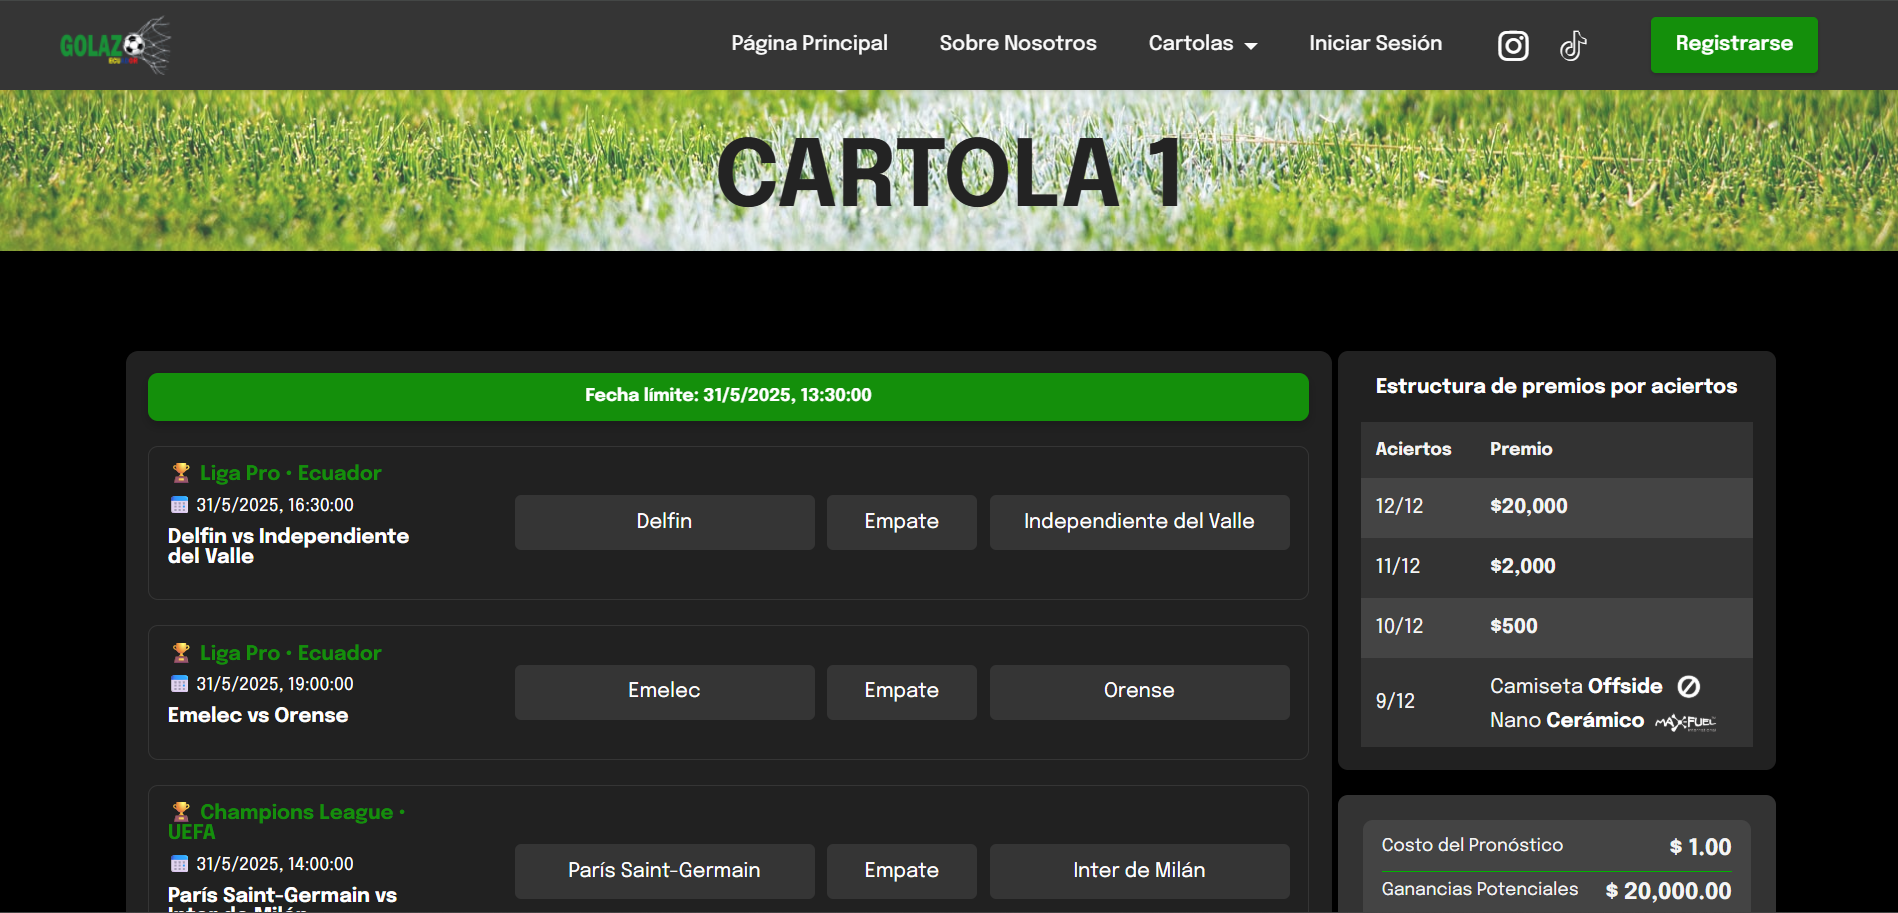 GOLAZ
ECUADOR
Página Principal
Sobre Nosotros
Cartolas
Iniciar Sesión
Registrarse
CARTOLA 1
Fecha límite: 31/5/2025, 13:30:00
Liga Pro • Ecuador
31/5/2025, 16:30:00
Delfin vs Independiente
del Valle
Delfin
Empate
Independiente del Valle
Liga Pro • Ecuador
31/5/2025, 19:00:00
Emelec vs Orense
Emelec
Empate
Orense
Champions League •
UEFA
31/5/2025, 14:00:00
París Saint-Germain vs
Inter de Milán
París Saint-Germain
Empate
Inter de Milán
Estructura de premios por aciertos
Aciertos Premio
12/12 $20,000
11/12 $2,000
10/12 $500
9/12
Camiseta Offside
Nano Cerámico MAXFUEL
Costo del Pronóstico $ 1.00
Ganancias Potenciales $ 20,000.00